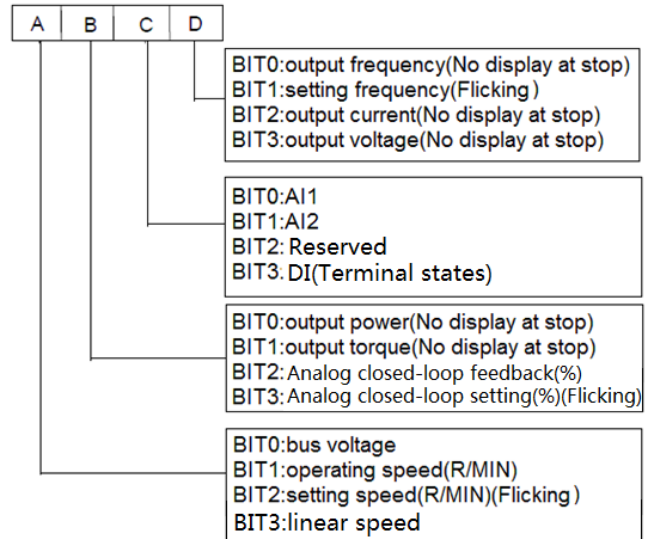 A B C D
BIT0:output frequency(No display at stop)
BIT1:setting frequency(Flicking)
BIT2:output current(No display at stop)
BIT3:output voltage(No display at stop)
BIT0:AI1
BIT1:AI2
BIT2: Reserved
BIT3: DI(Terminal states)
BIT0:output power(No display at stop)
BIT1:output torque(No display at stop)
BIT2: Analog closed-loop feedback(%)
BIT3: Analog closed-loop setting(%)(Flicking)
BIT0:bus voltage
BIT1:operating speed(R/MIN)
BIT2:setting speed(R/MIN)(Flicking)
BIT3:linear speed